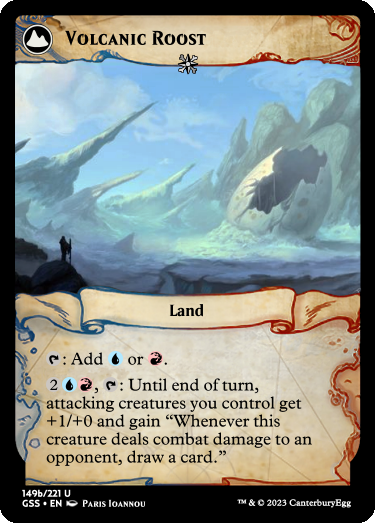 VOLCANIC ROOST
Land
: Add or .
2 , : Until end of turn,
attacking creatures you control get
+1/+0 and gain “Whenever this
creature deals combat damage to an
opponent, draw a card.”
149b/221 U
GSS • EN PARIS IOANNOU
™ & © 2023 CanterburyEgg